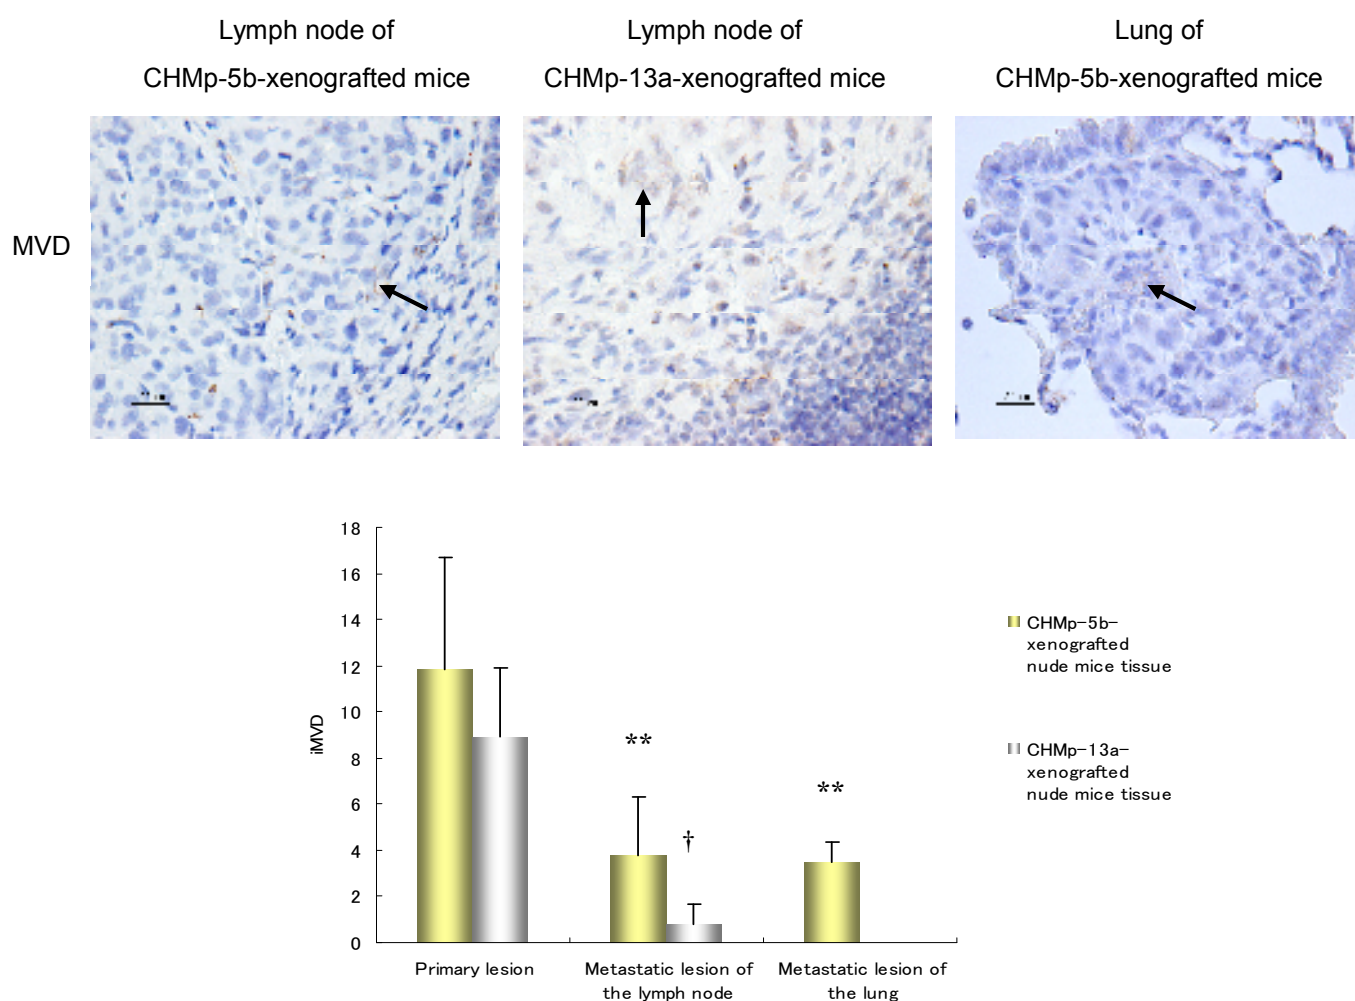 Lymph node of
CHMp-5b-xenografted mice
Lymph node of
CHMp-13a-xenografted mice
Lung of
CHMp-5b-xenografted mice
MVD
18
16
14
12
10
8
6
4
2
0
iMVD
**
†
**
Primary lesion
Metastatic lesion of
the lymph node
Metastatic lesion of
the lung
CHMp-5b-
xenografted
nude mice tissue
CHMp-13a-
xenografted
nude mice tissue